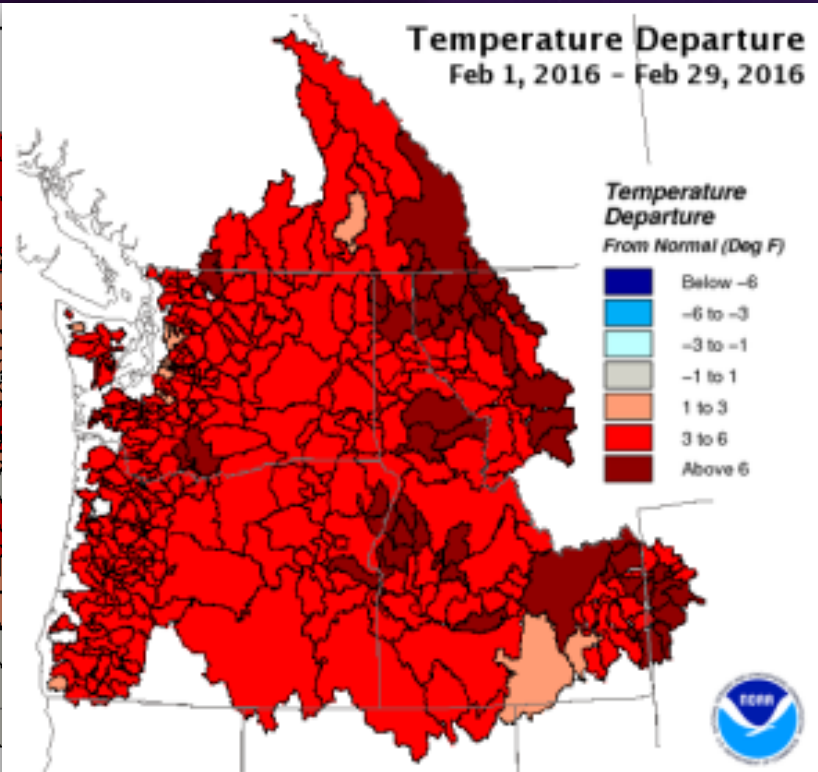 Temperature Departure
Feb 1, 2016 – Feb 29, 2016
Temperature
Departure
From Normal (Deg F)
Below –6
–6 to –3
–3 to –1
–1 to 1
1 to 3
3 to 6
Above 6
noaa